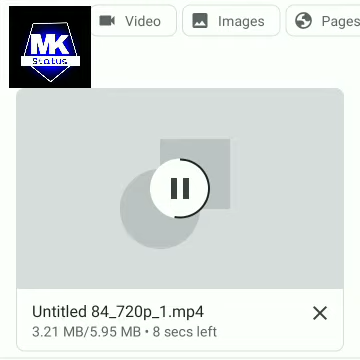 MK
Status
Video
Images
Pages
Untitled 84_720p_1.mp4
3.21 MB/5.95 MB • 8 secs left